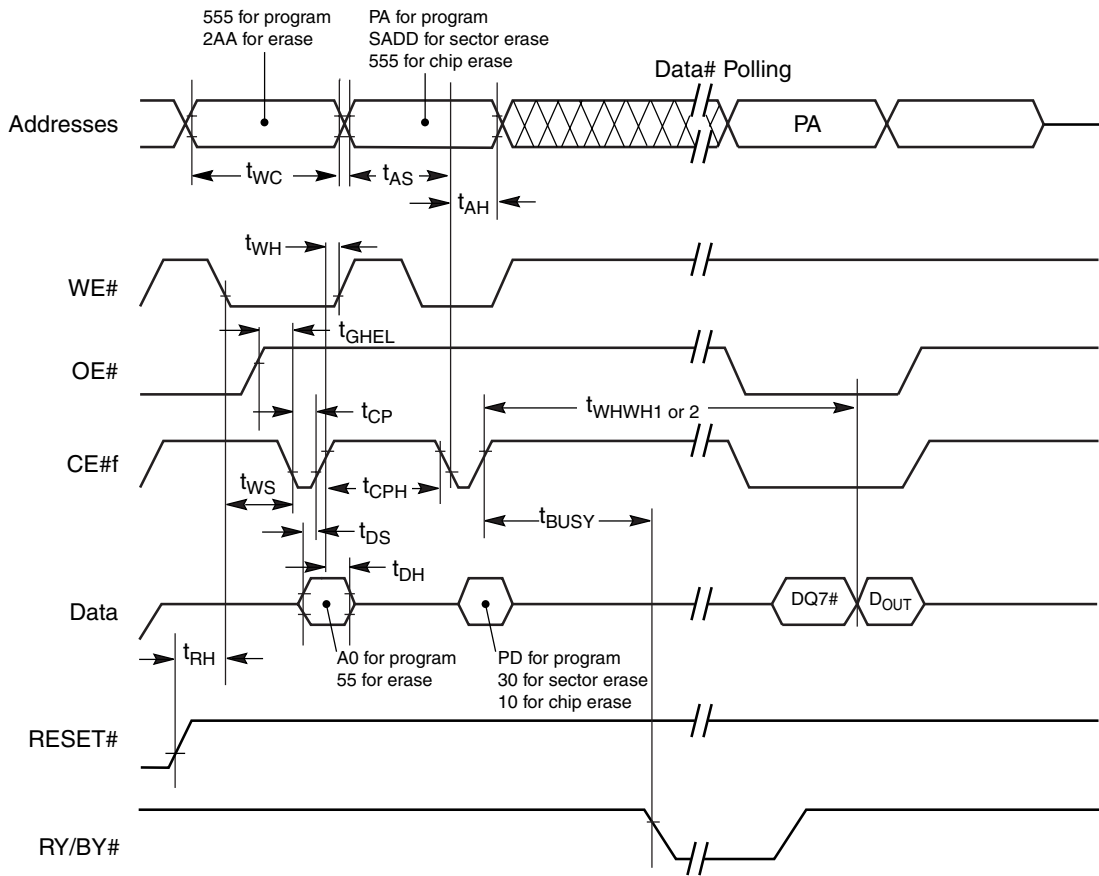 555 for program
2AA for erase
PA for program
SADD for sector erase
555 for chip erase
Data# Polling
Addresses
PA
tWC
tAS
tAH
tWH
WE#
tGHEL
OE#
tCP
tWHWH1 or 2
CE#f
tWS
tCPH
tBUSY
tDS
tDH
Data
DQ7#
DOUT
tRH
A0 for program
55 for erase
PD for program
30 for sector erase
10 for chip erase
RESET#
RY/BY#